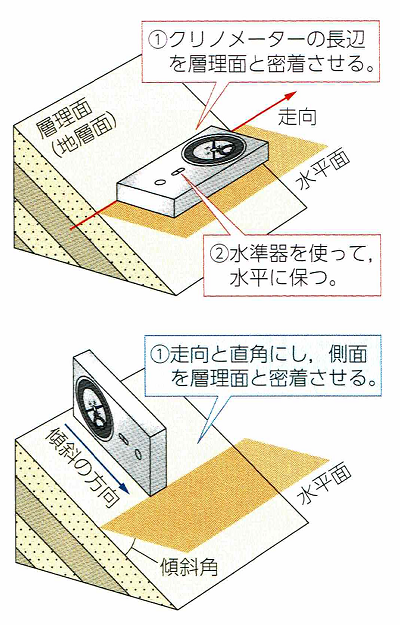 ①クリノメーターの長辺
を層理面と密着させる。
層理面
(地層面)
走向
水平面
②水準器を使って,
水平に保つ。
①走向と直角にし, 側面
を層理面と密着させる。
傾斜の方向
水平面
傾斜角